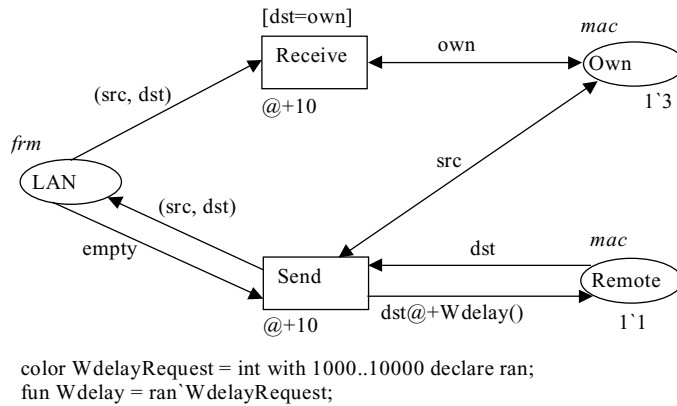 [dst=own]
mac
Receive
own
Own
(src, dst)
@+10
1`3
frm
src
LAN
(src, dst)
mac
empty
dst
Send
Remote
dst@+Wdelay()
@+10
1`1
color WdelayRequest = int with 1000..10000 declare ran;
fun Wdelay = ran`WdelayRequest;